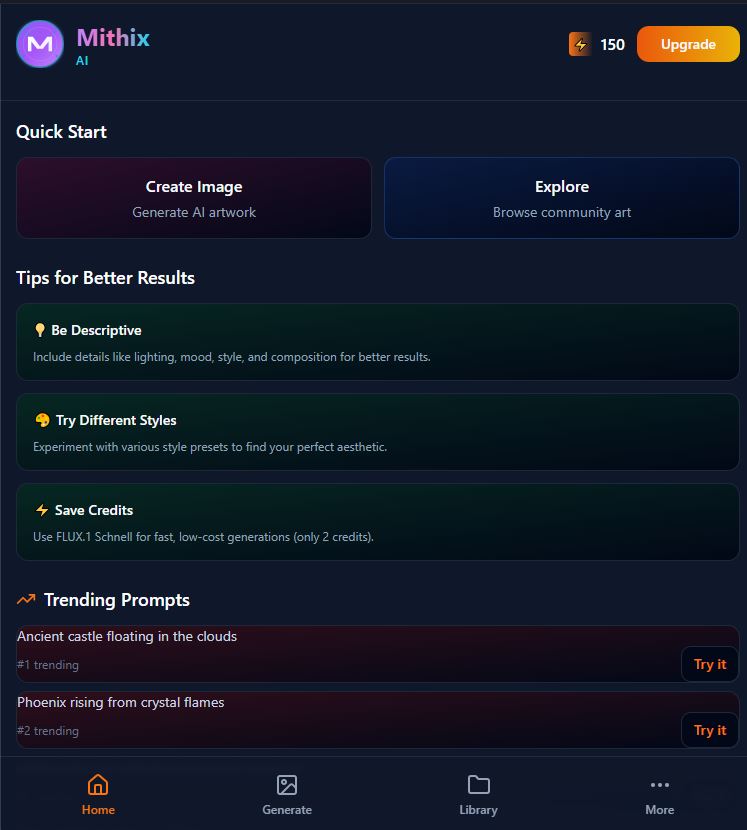 Mithix
AI
150
Upgrade
Quick Start
Create Image
Generate AI artwork
Explore
Browse community art
Tips for Better Results
Be Descriptive
Include details like lighting, mood, style, and composition for better results.
Try Different Styles
Experiment with various style presets to find your perfect aesthetic.
Save Credits
Use FLUX.1 Schnell for fast, low-cost generations (only 2 credits).
Trending Prompts
Ancient castle floating in the clouds
#1 trending
Try it
Phoenix rising from crystal flames
#2 trending
Try it
Home
Generate
Library
More